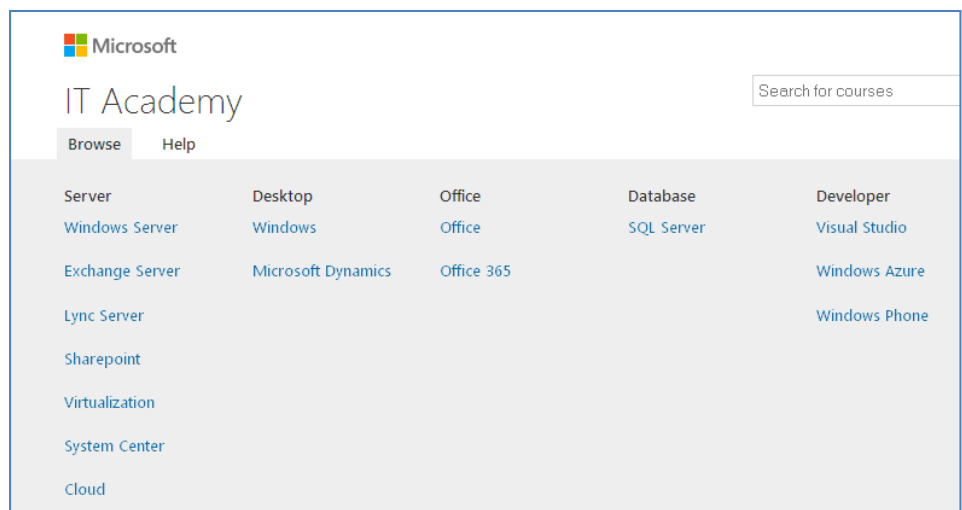 Microsoft
IT Academy
Search for courses
Browse Help
Server Desktop Office Database Developer
Windows Server Windows Office SQL Server Visual Studio
Exchange Server Microsoft Dynamics Office 365 Windows Azure
Lync Server Windows Phone
Sharepoint
Virtualization
System Center
Cloud